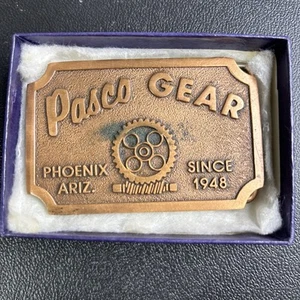 Pasco GEAR
PHOENIX SINCE
ARIZ. 1948